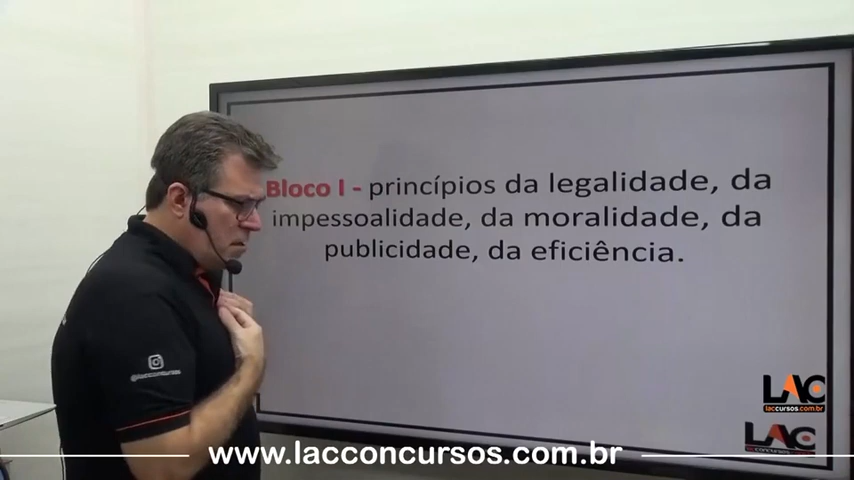 Bloco I - princípios da legalidade, da
impessoalidade, da moralidade, da
publicidade, da eficiência.
LAC
laccursos.com.br
LAC
@lacconcursos
www.lacconcursos.com.br